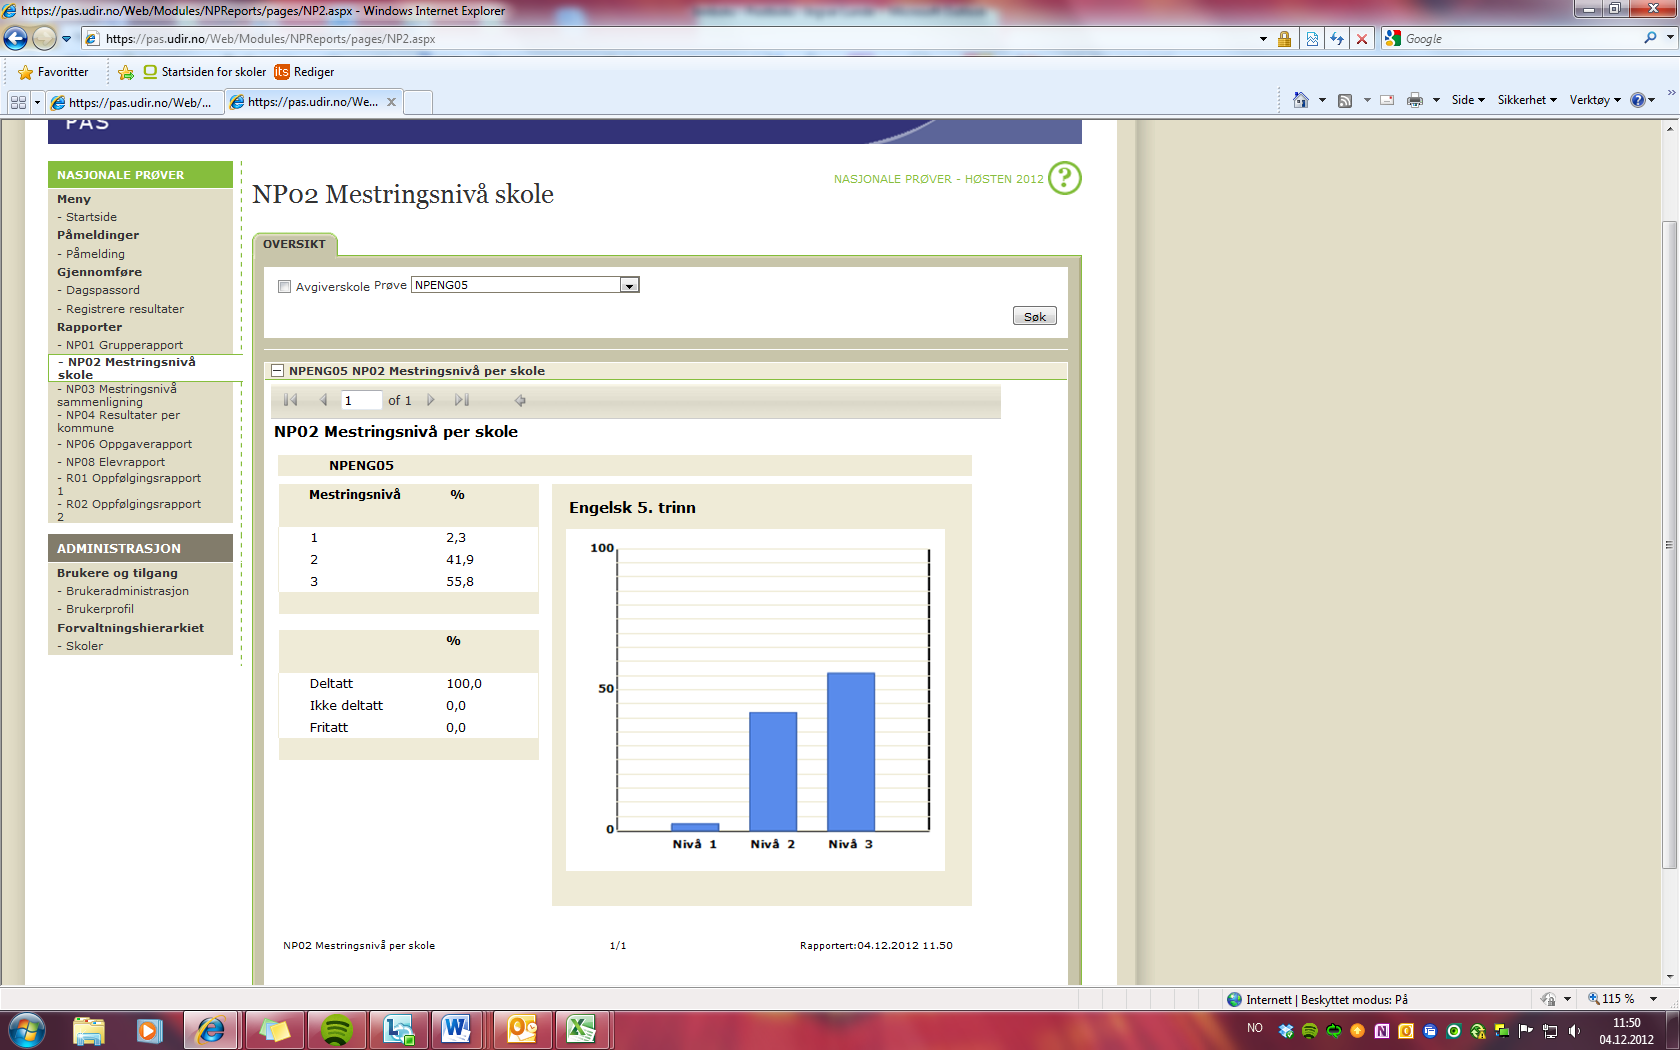 https://pas.udir.no/Web/Modules/NPReports/pages/NP2.aspx - Windows Internet Explorer
https://pas.udir.no/Web/Modules/NPReports/pages/NP2.aspx
Google
Favoritter
Startsiden for skoler
its
Rediger
https://pas.udir.no/Web/...
https://pas.udir.no/We...
Side
Sikkerhet
Verktøy
PAS
NASJONALE PRØVER
Meny
- Startside
Påmeldinger
- Påmelding
Gjennomføre
- Dagspassord
- Registrere resultater
Rapporter
- NP01 Grupperapport
- NP02 Mestringsnivå
skole
- NP03 Mestringsnivå
sammenligning
- NP04 Resultater per
kommune
- NP06 Oppgaverapport
- NP08 Elevrapport
- R01 Oppfølgingsrapport
1
- R02 Oppfølgingsrapport
2
ADMINISTRASJON
Brukere og tilgang
- Brukeradministrasjon
- Brukerprofil
Forvaltningshierarkiet
- Skoler
NP02 Mestringsnivå skole
NASJONALE PRØVER - HØSTEN 2012
?
OVERSIKT
Avgiverskole Prøve NPENG05
Søk
NPENG05 NP02 Mestringsnivå per skole
1 of 1
NP02 Mestringsnivå per skole
NPENG05
Mestringsnivå %
1 2,3
2 41,9
3 55,8
%
Deltatt 100,0
Ikke deltatt 0,0
Fritatt 0,0
Engelsk 5. trinn
100
50
0
Nivå 1 Nivå 2 Nivå 3
NP02 Mestringsnivå per skole 1/1 Rapportert:04.12.2012 11.50
Internett | Beskyttet modus: På
115 %
NO
11:50
04.12.2012